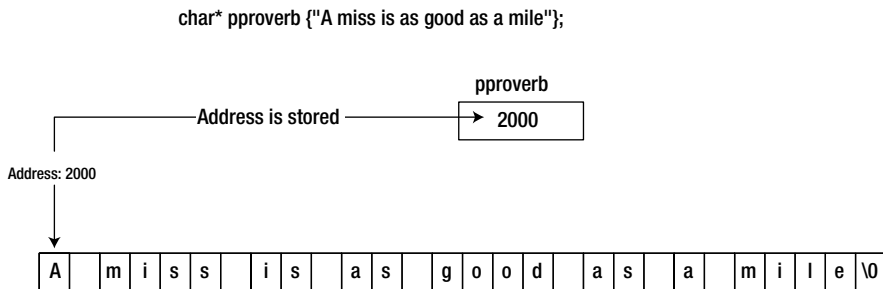 char* pproverb {"A miss is as good as a mile"};
pproverb
Address is stored
2000
Address: 2000
A m i s s i s a s g o o d a s a m i l e \0